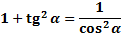 1 + tg² α = 1/cos² α